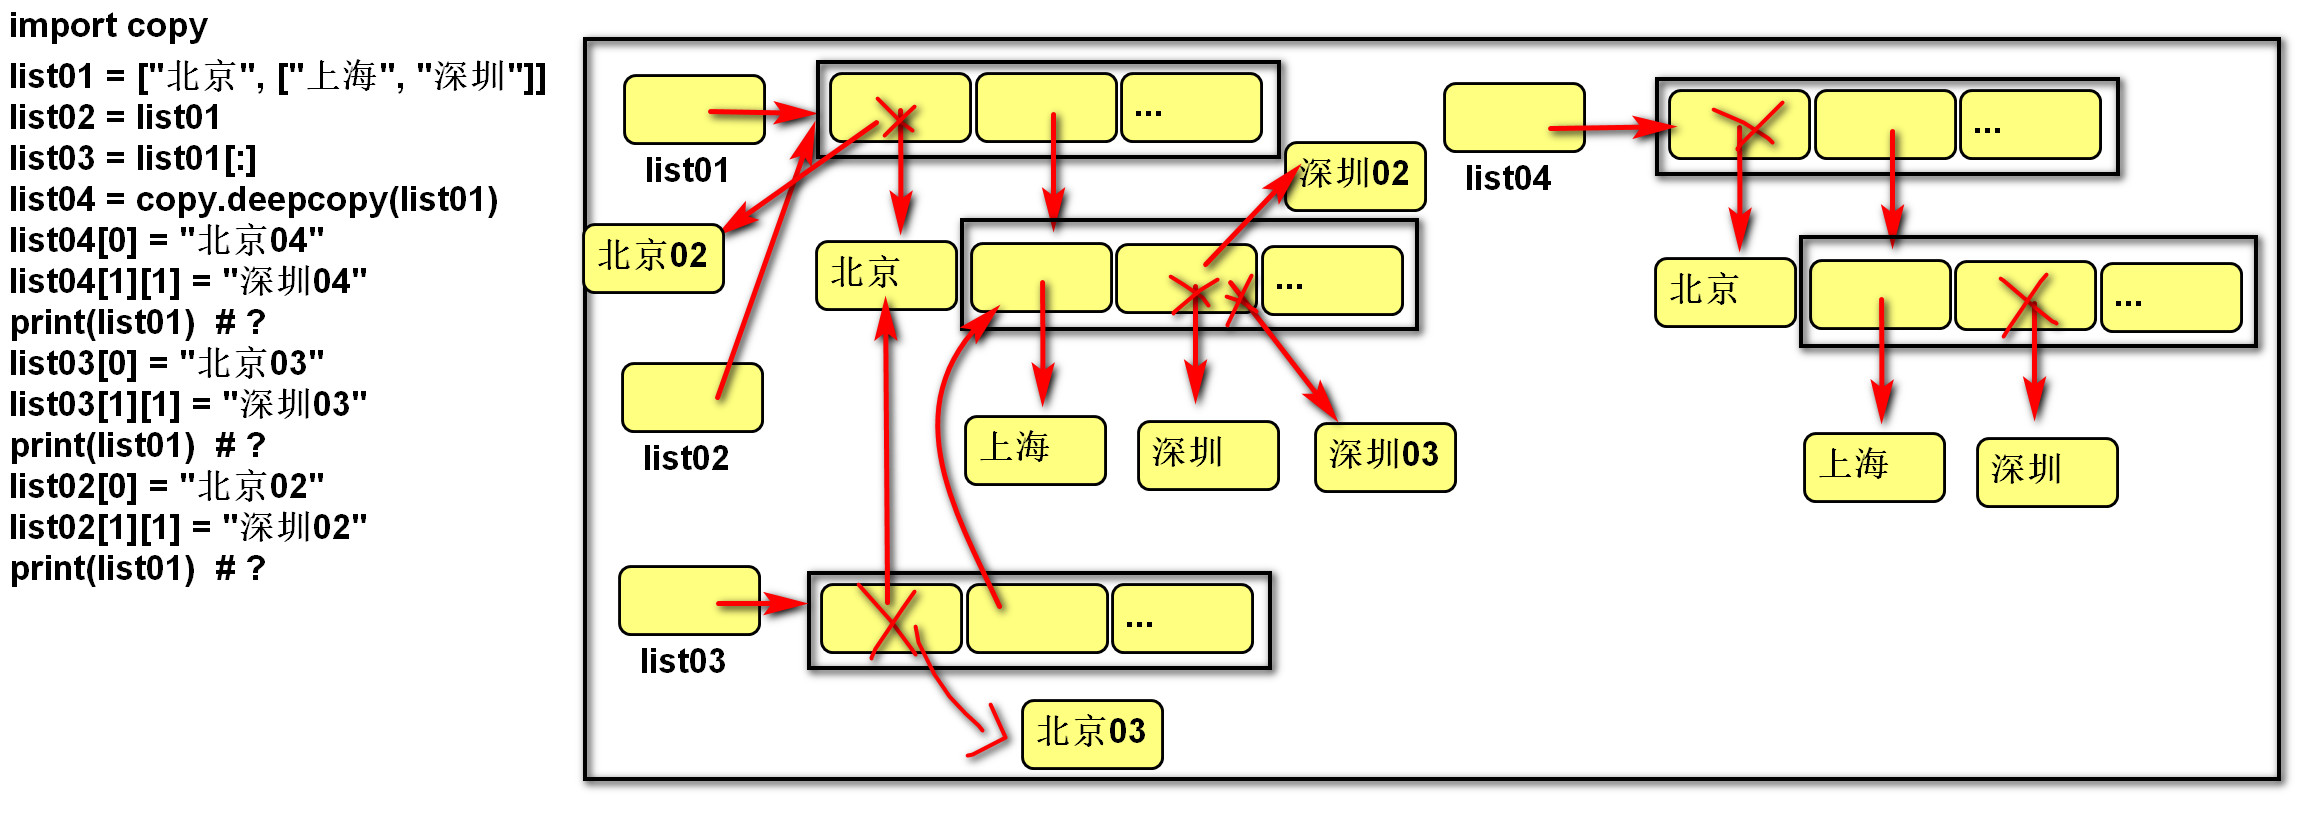 import copy
list01 = ["北京", ["上海", "深圳"]]
list02 = list01
list03 = list01[:]
list04 = copy.deepcopy(list01)
list04[0] = "北京04"
list04[1][1] = "深圳04"
print(list01)  # ?
list03[0] = "北京03"
list03[1][1] = "深圳03"
print(list01)  # ?
list02[0] = "北京02"
list02[1][1] = "深圳02"
print(list01)  # ?
...
list01
深圳02
北京02
北京
...
list02
上海
深圳
深圳03
list03
...
北京03
list04
...
北京
...
上海
深圳